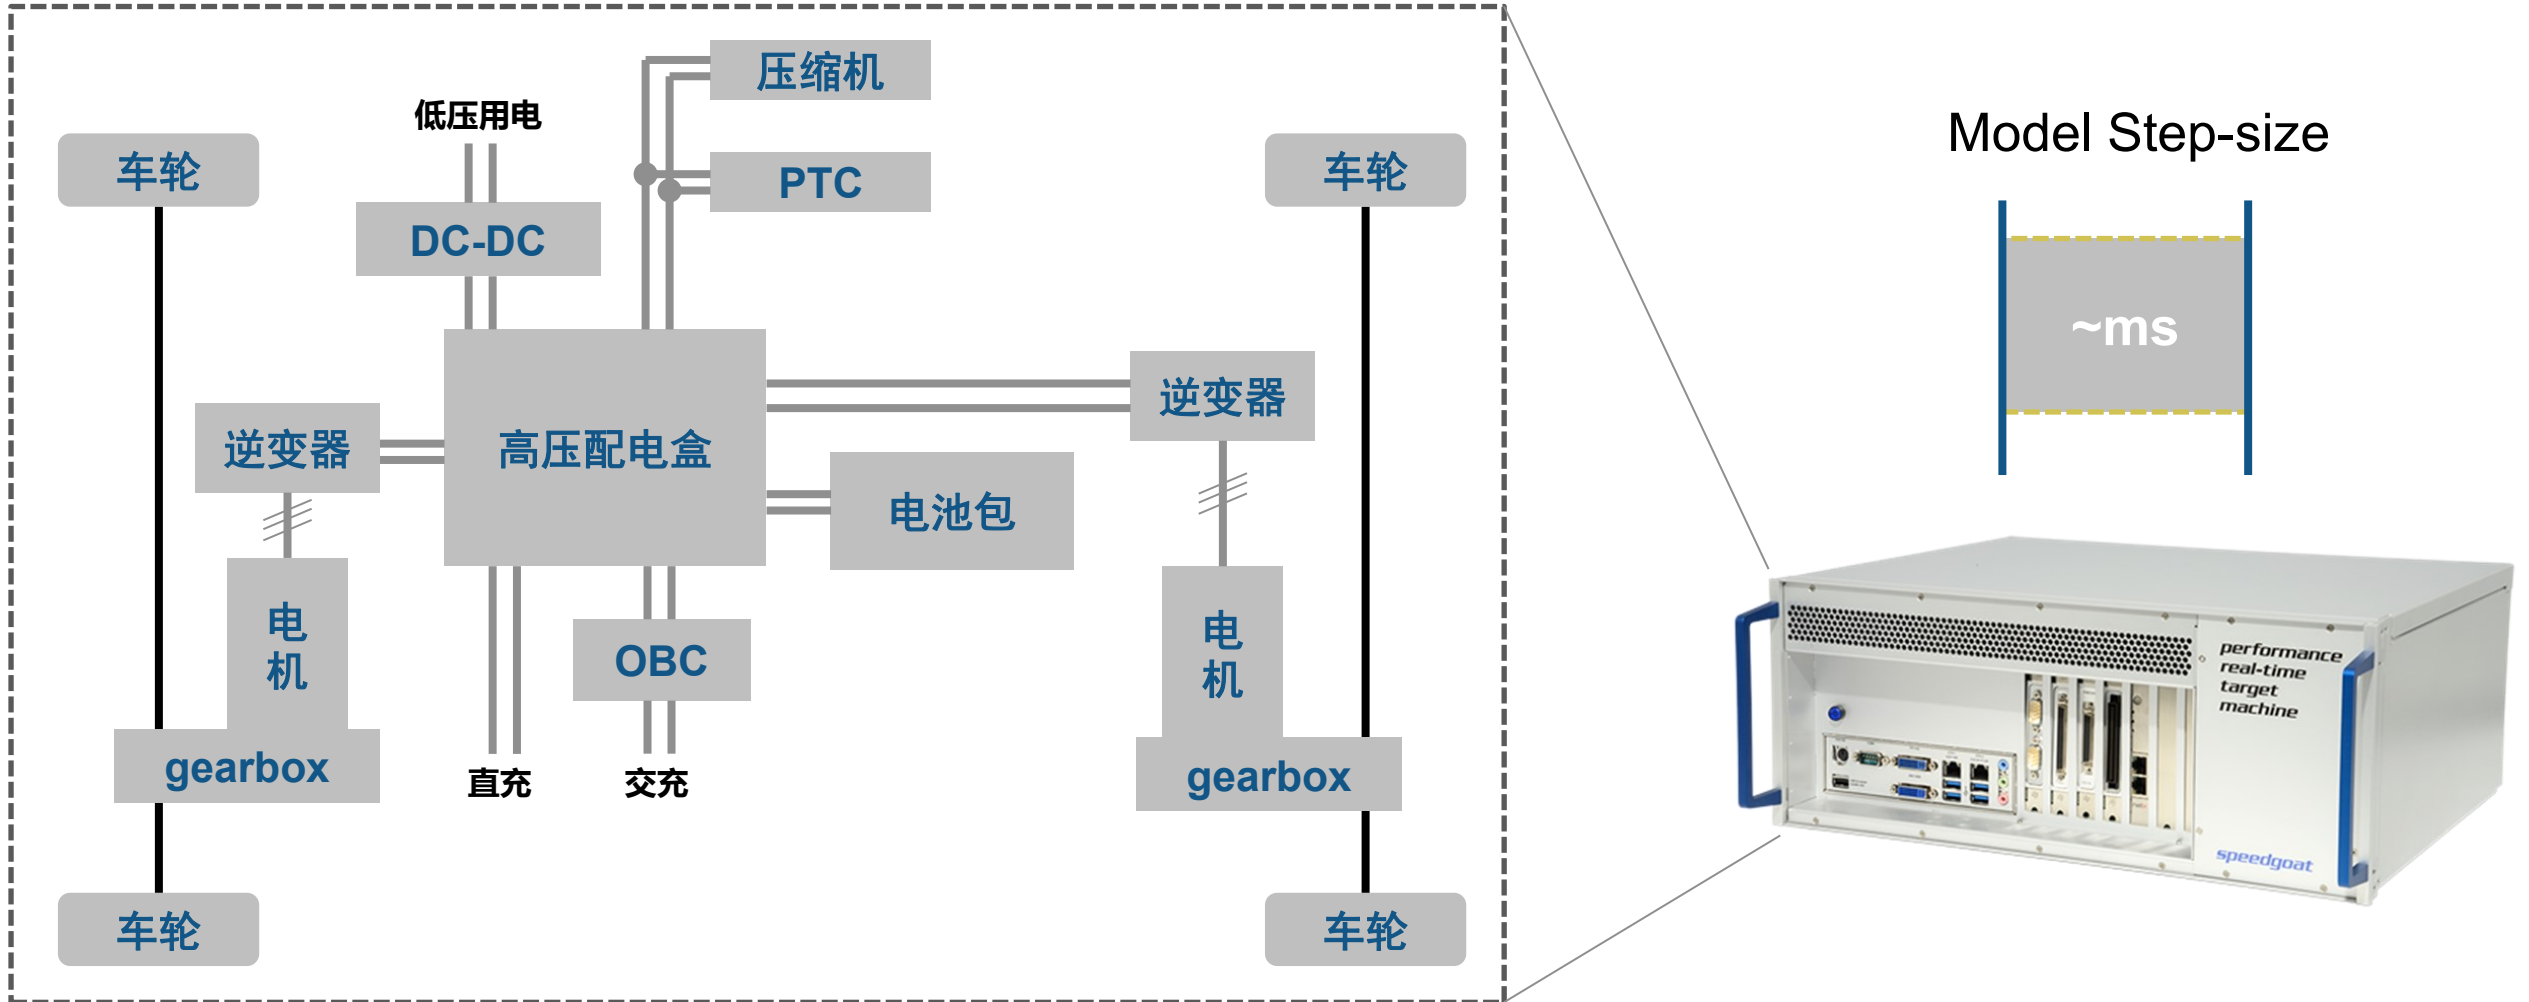 压缩机
低压用电
车轮
PTC
车轮
DC-DC
逆变器
高压配电盒
逆变器
电池包
电
机
电
机
OBC
gearbox
gearbox
直充
交充
车轮
车轮
Model Step-size
~ms
performance
real-time
target
machine
speedgoat